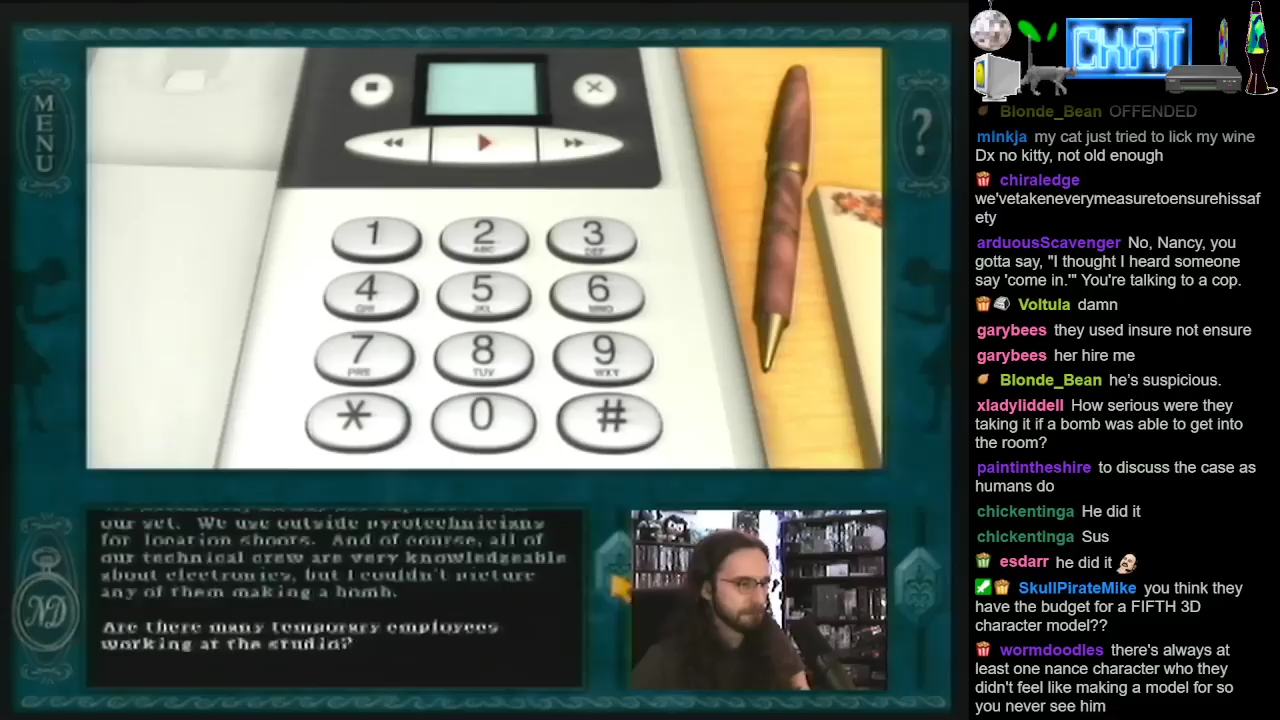 MENU
?
1
2
ABC
3
DEF
4
GHI
5
JKL
6
MNO
7
PRS
8
TUV
9
WXY
*
0
#
our set. We use outside pyrotechnicians
for location shoots. And of course, all of
our technical crew are very knowledgeable
about electronics, but I couldn't picture
any of them making a bomb.
Are there many temporary employees
working at the studio?
ND
CHAT
Blonde_Bean OFFENDED
minkja my cat just tried to lick my wine
Dx no kitty, not old enough
chiraledge
we'vetakeneverymeasuretoensurehissaf
ety
arduousScavenger No, Nancy, you
gotta say, "I thought I heard someone
say 'come in.'" You're talking to a cop.
Voltula damn
garybees they used insure not ensure
garybees her hire me
Blonde_Bean he's suspicious.
xladyliddell How serious were they
taking it if a bomb was able to get into
the room?
paintintheshire to discuss the case as
humans do
chickentinga He did it
chickentinga Sus
esdarr he did it
SkullPirateMike you think they
have the budget for a FIFTH 3D
character model??
wormdoodles there's always at
least one nance character who they
didn't feel like making a model for so
you never see him